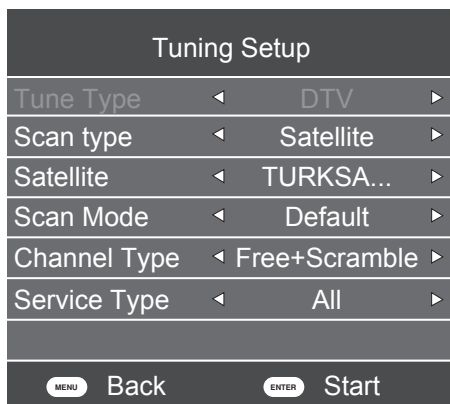 Tuning Setup
Tune Type DTV
Scan type Satellite
Satellite TURKSA...
Scan Mode Default
Channel Type Free+Scramble
Service Type All
MENU Back ENTER Start